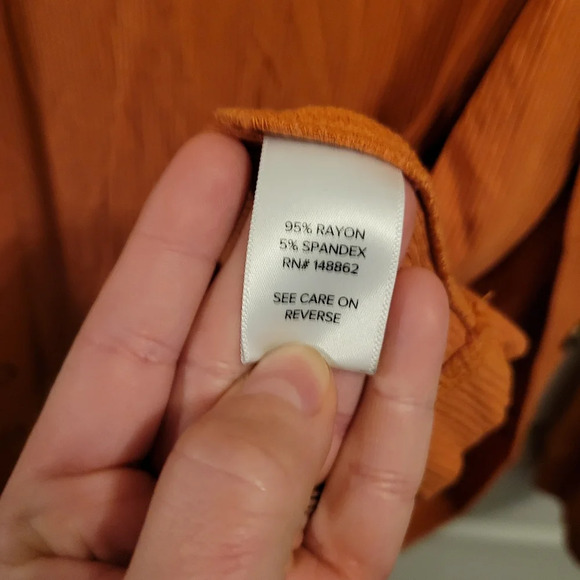 95% RAYON
5% SPANDEX
RN# 148862
SEE CARE ON
REVERSE